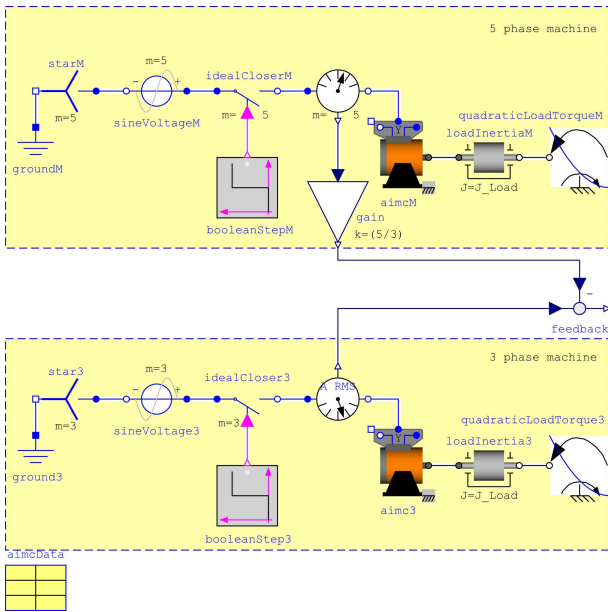 5 phase machine
starM
m=5
idealCloserM
quadraticLoadTorqueM
- +
m=5
sineVoltageM
m= 5
m= 5
Y
loadInertiaM
groundM
aimcM
J=J_Load
booleanStepM
gain
k=(5/3)
-
feedback
3 phase machine
star3
m=3
idealCloser3
A RMS
- +
m=3
sineVoltage3
m=3
Y
quadraticLoadTorque3
loadInertia3
ground3
aimc3
J=J_Load
booleanStep3
aimcData